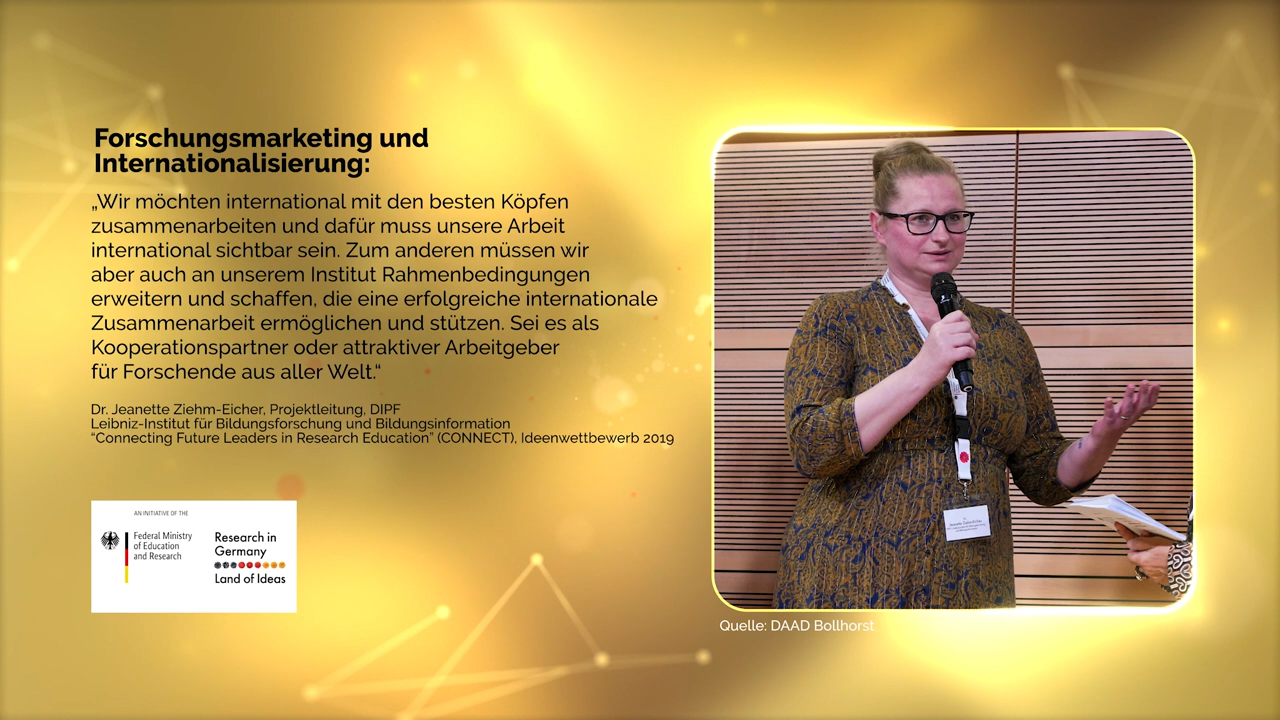 Forschungsmarketing und
Internationalisierung:
„Wir möchten international mit den besten Köpfen
zusammenarbeiten und dafür muss unsere Arbeit
international sichtbar sein. Zum anderen müssen wir
aber auch an unserem Institut Rahmenbedingungen
erweitern und schaffen, die eine erfolgreiche internationale
Zusammenarbeit ermöglichen und stützen. Sei es als
Kooperationspartner oder attraktiver Arbeitgeber
für Forschende aus aller Welt.“
Dr. Jeanette Ziehm-Eicher, Projektleitung, DIPF
Leibniz-Institut für Bildungsforschung und Bildungsinformation
“Connecting Future Leaders in Research Education” (CONNECT), Ideenwettbewerb 2019
AN INITIATIVE OF THE
Federal Ministry
of Education
and Research
Research in
Germany
Land of Ideas
Quelle: DAAD Bollhorst